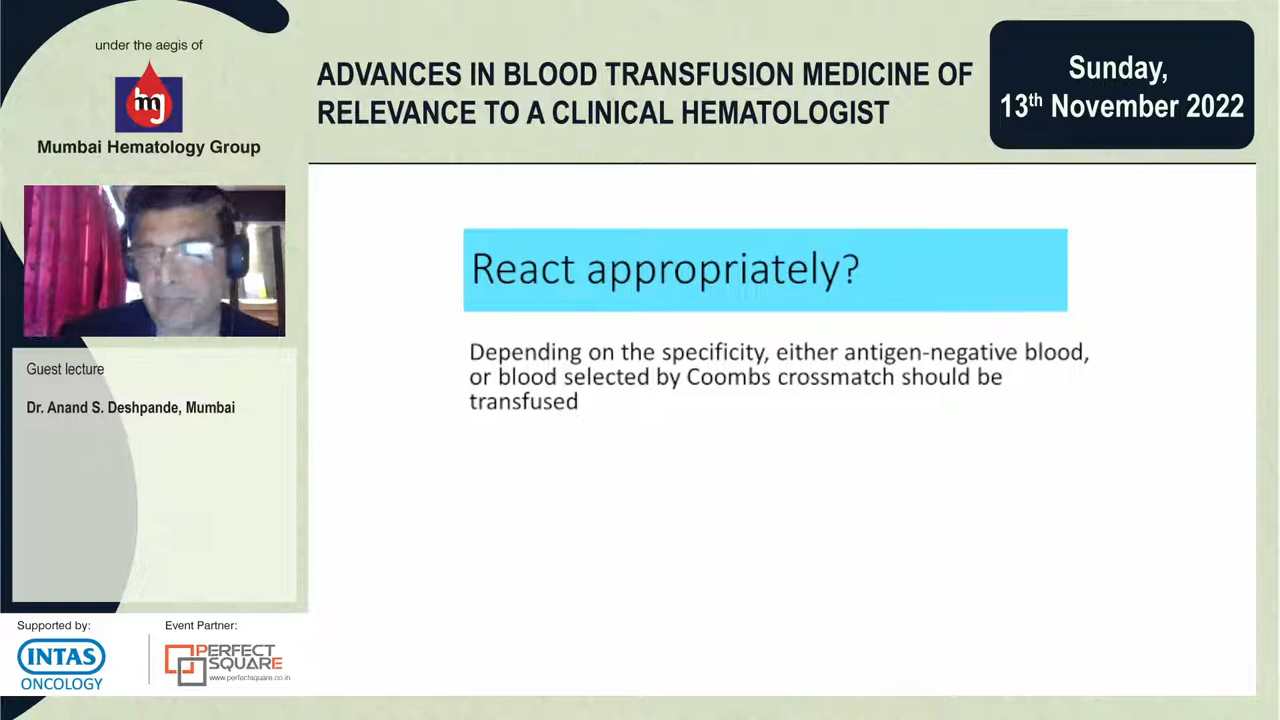 under the aegis of
mg
Mumbai Hematology Group
ADVANCES IN BLOOD TRANSFUSION MEDICINE OF
RELEVANCE TO A CLINICAL HEMATOLOGIST
Sunday,
13th November 2022
React appropriately?
Depending on the specificity, either antigen-negative blood,
or blood selected by Coombs crossmatch should be
transfused
Guest lecture
Dr. Anand S. Deshpande, Mumbai
Supported by:
INTAS
ONCOLOGY
Event Partner:
PERFECT
SQUARE
www.perfectsquare.co.in